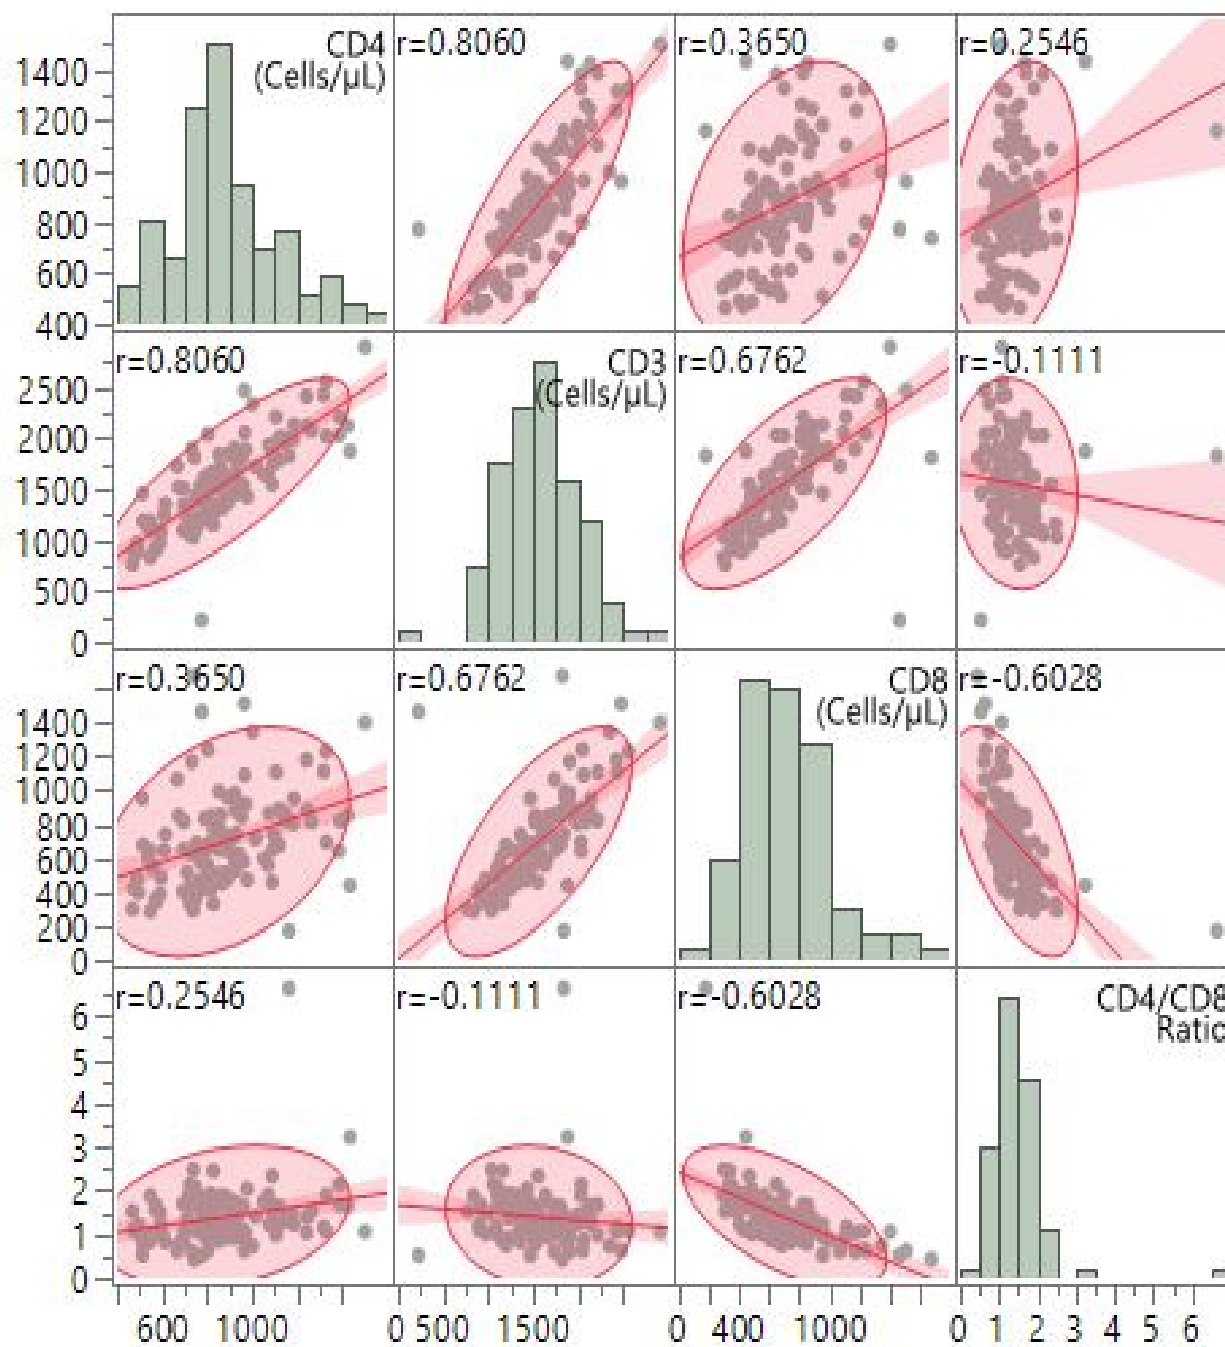 CD4
(Cells/µL)
r=0.8060
r=0.3650
r=0.2546
1400
1200
1000
800
600
400
r=0.8060
CD3
(Cells/µL)
r=0.6762
r=-0.1111
2500
2000
1500
1000
500
0
r=0.3650
r=0.6762
CD8
(Cells/µL)
r=-0.6028
1400
1200
1000
800
600
400
200
0
r=0.2546
r=-0.1111
r=-0.6028
CD4/CD8
Ratio
6
5
4
3
2
1
0
600 1000 0 500 1500 0 400 1000 0 1 2 3 4 5 6